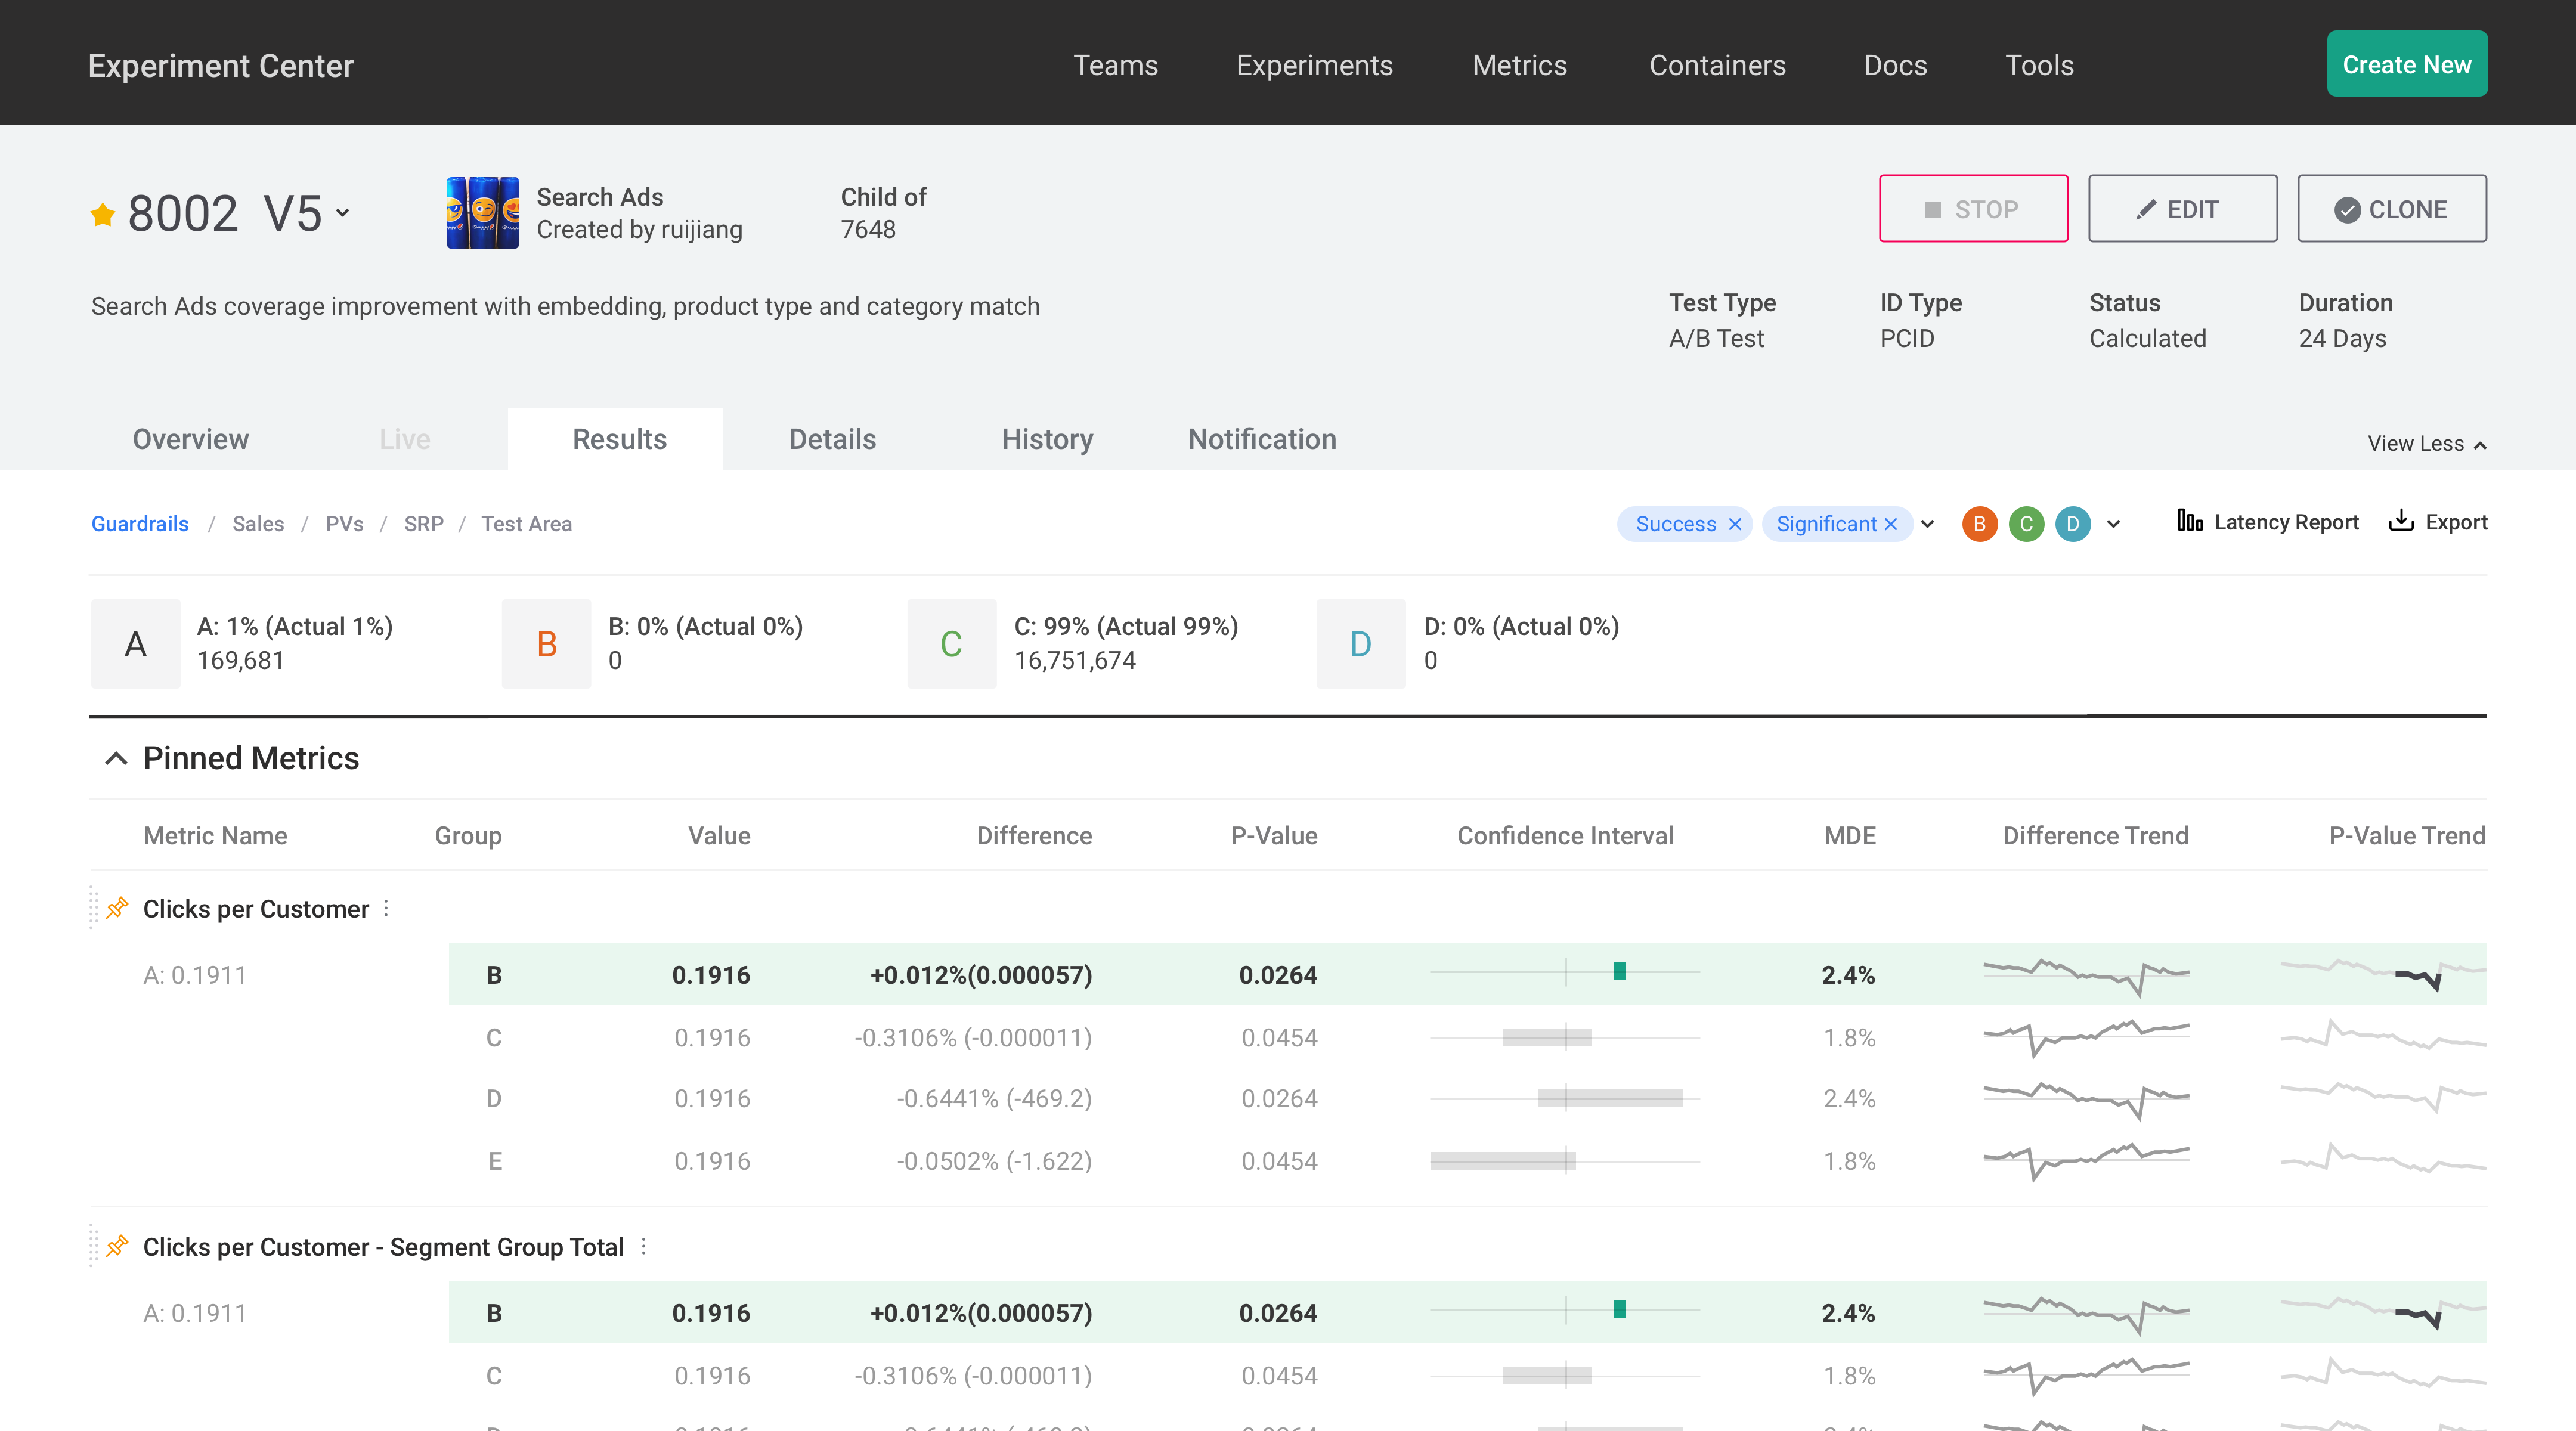 Experiment Center
Teams
Experiments
Metrics
Containers
Docs
Tools
Create New
8002 V5
Search Ads
Created by ruijiang
Child of
7648
STOP
EDIT
CLONE
Search Ads coverage improvement with embedding, product type and category match
Test Type
A/B Test
ID Type
PCID
Status
Calculated
Duration
24 Days
Overview
Live
Results
Details
History
Notification
View Less
Guardrails / Sales / PVs / SRP / Test Area
Success ×
Significant ×
B
C
D
Latency Report
Export
A
A: 1% (Actual 1%)
169,681
B
B: 0% (Actual 0%)
0
C
C: 99% (Actual 99%)
16,751,674
D
D: 0% (Actual 0%)
0
Pinned Metrics
Metric Name Group Value Difference P-Value Confidence Interval MDE Difference Trend P-Value Trend
Clicks per Customer
A: 0.1911 B 0.1916 +0.012%(0.000057) 0.0264 2.4%
C 0.1916 -0.3106% (-0.000011) 0.0454 1.8%
D 0.1916 -0.6441% (-469.2) 0.0264 2.4%
E 0.1916 -0.0502% (-1.622) 0.0454 1.8%
Clicks per Customer - Segment Group Total
A: 0.1911 B 0.1916 +0.012%(0.000057) 0.0264 2.4%
C 0.1916 -0.3106% (-0.000011) 0.0454 1.8%